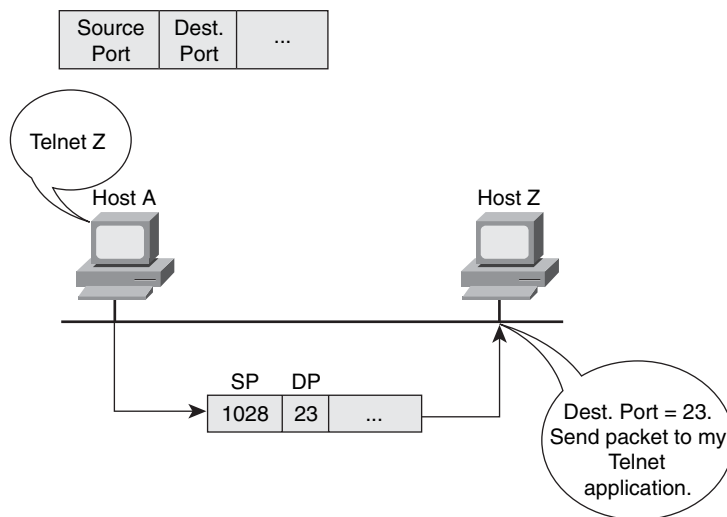 Source Port
Dest. Port
...
Telnet Z
Host A
Host Z
SP DP
1028 23 ...
Dest. Port = 23.
Send packet to my
Telnet
application.